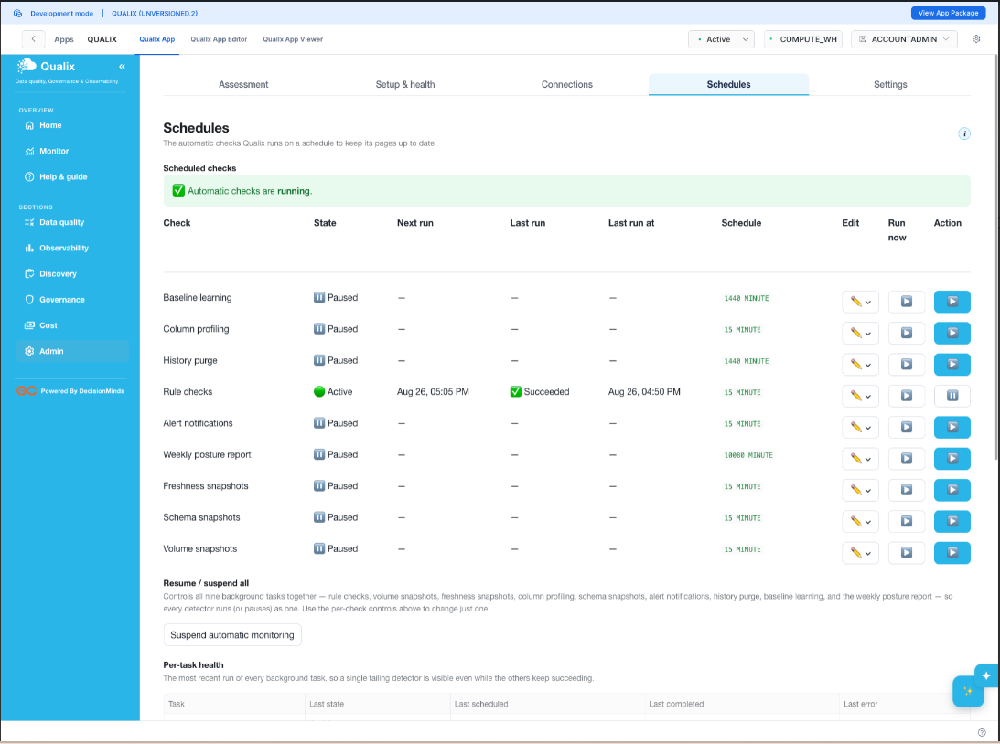 Development mode | QUALIX (UNVERSIONED.2) View App Package
Apps QUALIX Qualix App Qualix App Editor Qualix App Viewer Active COMPUTE_WH ACCOUNTADMIN
Qualix «
Data quality, Governance & Observability
OVERVIEW
Home
Monitor
Help & guide
SECTIONS
Data quality
Observability
Discovery
Governance
Cost
Admin
Powered By DecisionMinds
Assessment Setup & health Connections Schedules Settings
Schedules
The automatic checks Qualix runs on a schedule to keep its pages up to date
i
Scheduled checks
Automatic checks are running.
Check State Next run Last run Last run at Schedule Edit Run now Action
Baseline learning Paused — — — 1440 MINUTE
Column profiling Paused — — — 15 MINUTE
History purge Paused — — — 1440 MINUTE
Rule checks Active Aug 26, 05:05 PM Succeeded Aug 26, 04:50 PM 15 MINUTE
Alert notifications Paused — — — 15 MINUTE
Weekly posture report Paused — — — 10080 MINUTE
Freshness snapshots Paused — — — 15 MINUTE
Schema snapshots Paused — — — 15 MINUTE
Volume snapshots Paused — — — 15 MINUTE
Resume / suspend all
Controls all nine background tasks together — rule checks, volume snapshots, freshness snapshots, column profiling, schema snapshots, alert notifications, history purge, baseline learning, and the weekly posture report — so
every detector runs (or pauses) as one. Use the per-check controls above to change just one.
Suspend automatic monitoring
Per-task health
The most recent run of every background task, so a single failing detector is visible even while the others keep succeeding.
Task Last state Last scheduled Last completed Last error